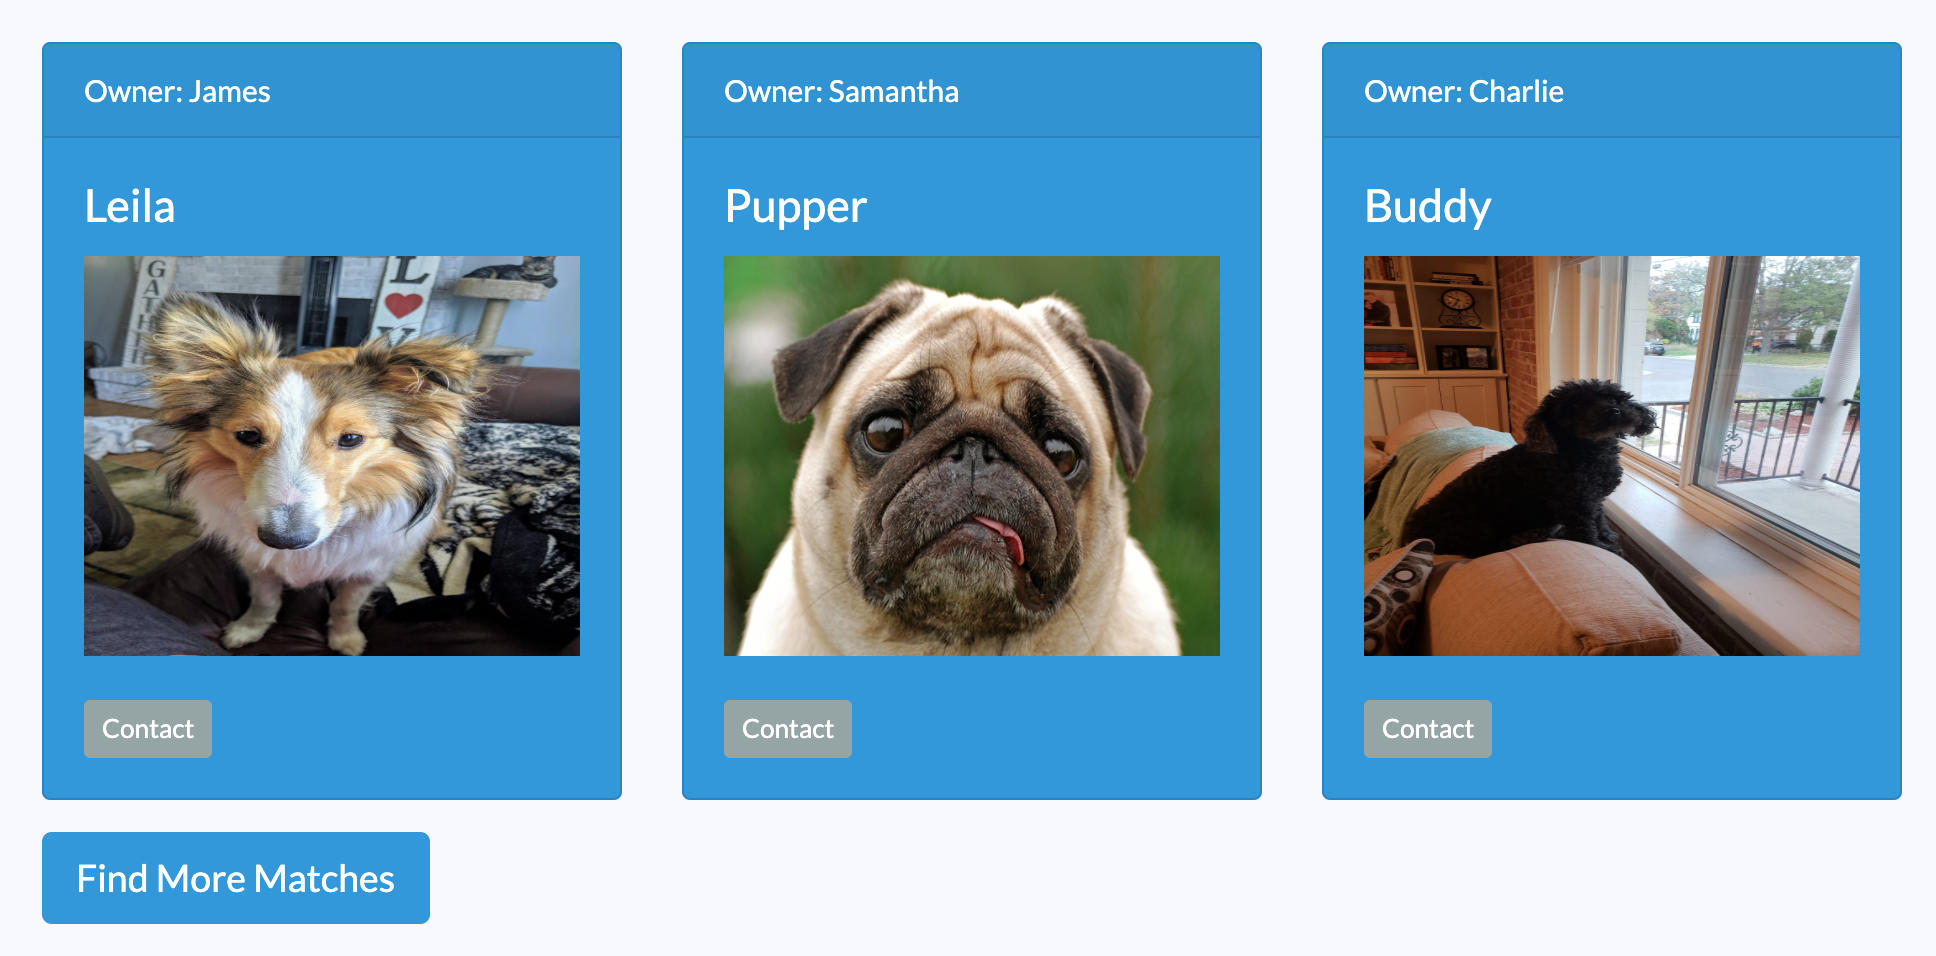 Owner: James
Leila
GATH
L
V
Contact
Owner: Samantha
Pupper
Contact
Owner: Charlie
Buddy
Contact
Find More Matches